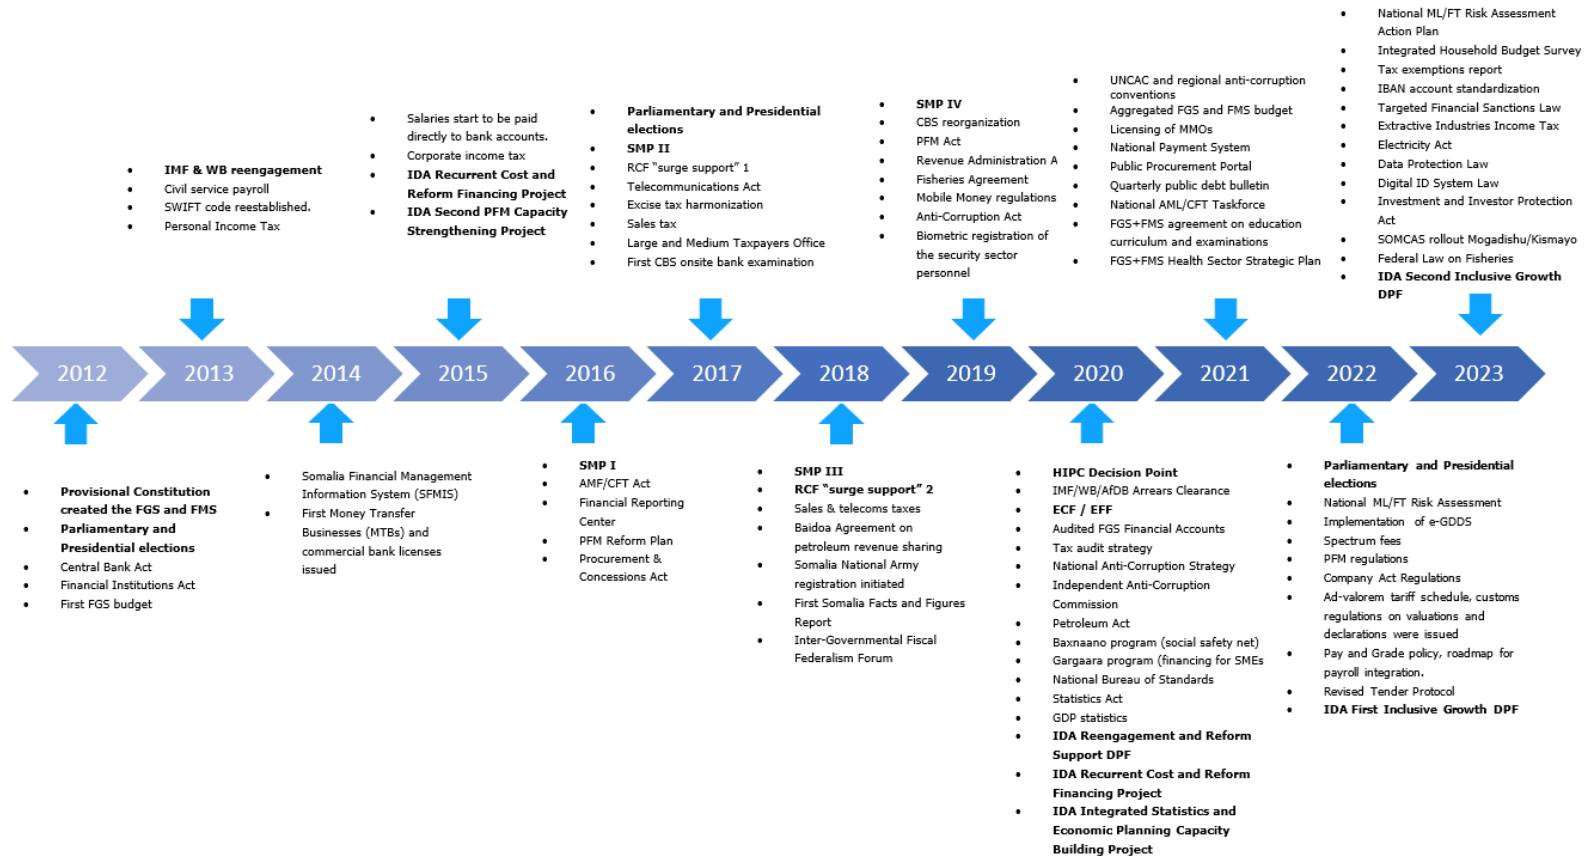 • IMF & WB reengagement
• Civil service payroll
• SWIFT code reestablished.
• Personal Income Tax
• Salaries start to be paid
directly to bank accounts.
• Corporate income tax
• IDA Recurrent Cost and
Reform Financing Project
• IDA Second PFM Capacity
Strengthening Project
• Parliamentary and Presidential
elections
• SMP II
• RCF “surge support” 1
• Telecommunications Act
• Excise tax harmonization
• Sales tax
• Large and Medium Taxpayers Office
• First CBS onsite bank examination
• SMP IV
• CBS reorganization
• PFM Act
• Revenue Administration A
• Fisheries Agreement
• Mobile Money regulations
• Anti-Corruption Act
• Biometric registration of
the security sector
personnel
• UNCAC and regional anti-corruption
conventions
• Aggregated FGS and FMS budget
• Licensing of MMOs
• National Payment System
• Public Procurement Portal
• Quarterly public debt bulletin
• National AML/CFT Taskforce
• FGS+FMS agreement on education
curriculum and examinations
• FGS+FMS Health Sector Strategic Plan
• National ML/FT Risk Assessment
Action Plan
• Integrated Household Budget Survey
• Tax exemptions report
• IBAN account standardization
• Targeted Financial Sanctions Law
• Extractive Industries Income Tax
• Electricity Act
• Data Protection Law
• Digital ID System Law
• Investment and Investor Protection
Act
• SOMCAS rollout Mogadishu/Kismayo
• Federal Law on Fisheries
• IDA Second Inclusive Growth
DPF
2012
2013
2014
2015
2016
2017
2018
2019
2020
2021
2022
2023
• Provisional Constitution
created the FGS and FMS
• Parliamentary and
Presidential elections
• Central Bank Act
• Financial Institutions Act
• First FGS budget
• Somalia Financial Management
Information System (SFMIS)
• First Money Transfer
Businesses (MTBs) and
commercial bank licenses
issued
• SMP I
• AMF/CFT Act
• Financial Reporting
Center
• PFM Reform Plan
• Procurement &
Concessions Act
• SMP III
• RCF “surge support” 2
• Sales & telecoms taxes
• Baidoa Agreement on
petroleum revenue sharing
• Somalia National Army
registration initiated
• First Somalia Facts and Figures
Report
• Inter-Governmental Fiscal
Federalism Forum
• HIPC Decision Point
• IMF/WB/AfDB Arrears Clearance
• ECF / EFF
• Audited FGS Financial Accounts
• Tax audit strategy
• National Anti-Corruption Strategy
• Independent Anti-Corruption
Commission
• Petroleum Act
• Baxnaano program (social safety net)
• Gargaara program (financing for SMEs
• National Bureau of Standards
• Statistics Act
• GDP statistics
• IDA Reengagement and Reform
Support DPF
• IDA Recurrent Cost and Reform
Financing Project
• IDA Integrated Statistics and
Economic Planning Capacity
Building Project
• Parliamentary and Presidential
elections
• National ML/FT Risk Assessment
• Implementation of e-GDDS
• Spectrum fees
• PFM regulations
• Company Act Regulations
• Ad-valorem tariff schedule, customs
regulations on valuations and
declarations were issued
• Pay and Grade policy, roadmap for
payroll integration.
• Revised Tender Protocol
• IDA First Inclusive Growth DPF